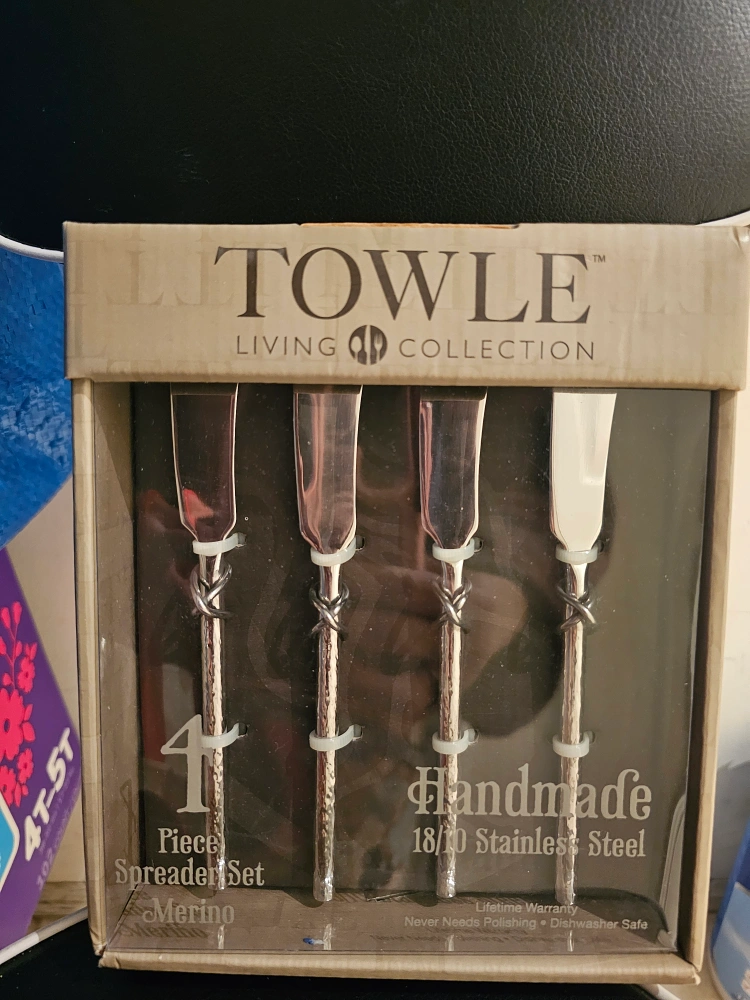 TOWLE™
LIVING COLLECTION
4
Piece
Spreader Set
Merino
Handmade
18/10 Stainless Steel
Lifetime Warranty
Never Needs Polishing • Dishwasher Safe
4T-5T